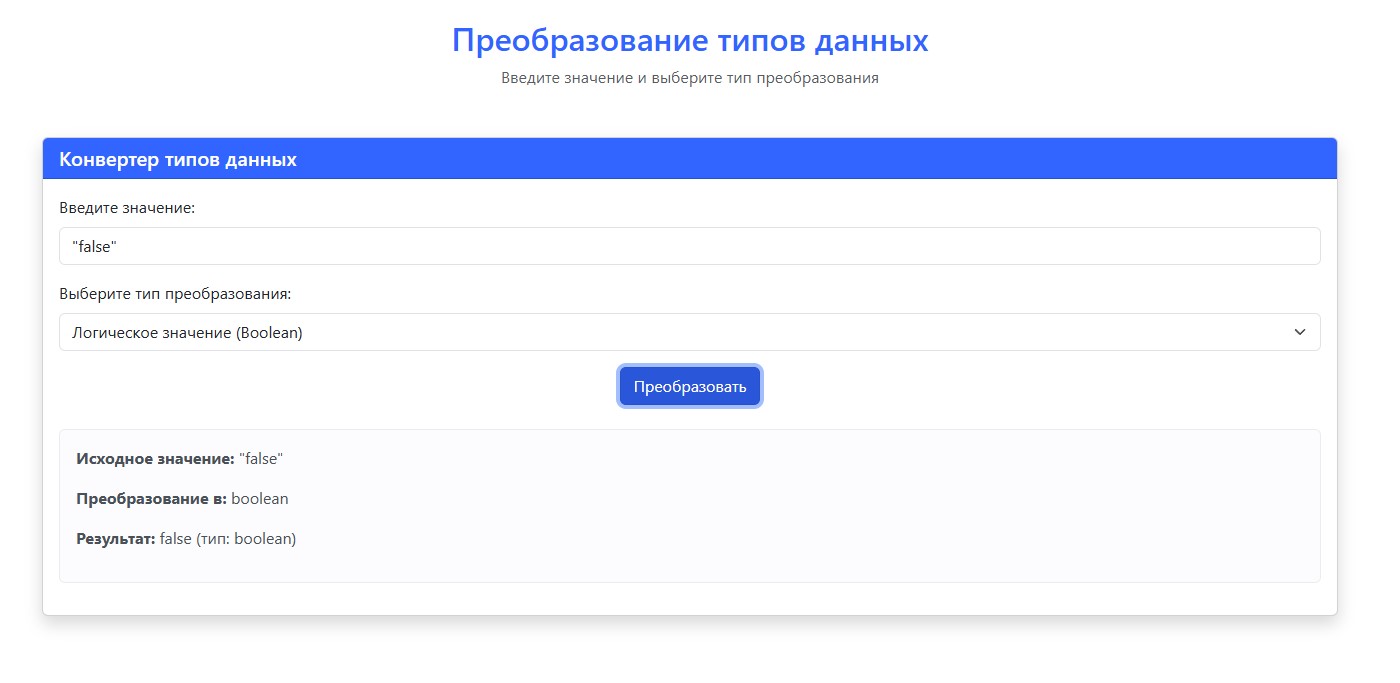 Преобразование типов данных
Введите значение и выберите тип преобразования
Конвертер типов данных
Введите значение:
"false"
Выберите тип преобразования:
Логическое значение (Boolean)
Преобразовать
Исходное значение: "false"
Преобразование в: boolean
Результат: false (тип: boolean)